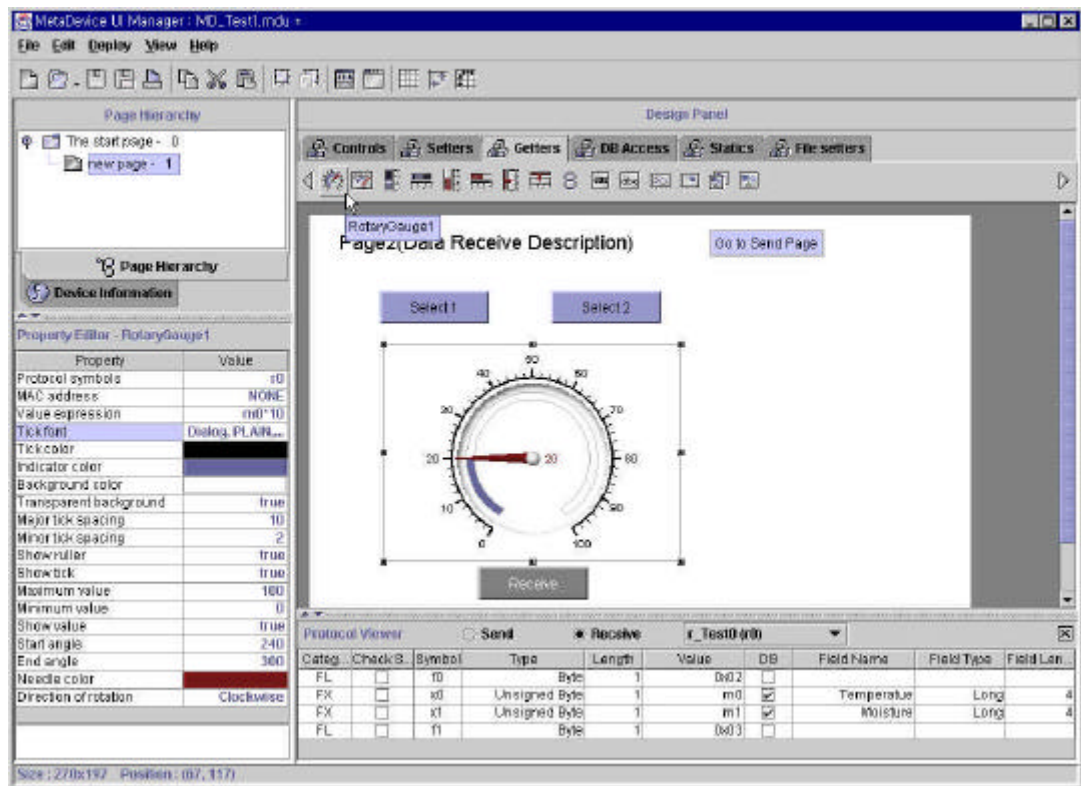 MetaDevice UI Manager : MD_Test1.mdu *
File Edit Deploy View Help
Page Hierarchy
The start page - 0
new page - 1
Page Hierarchy
Device Information
Property Editor - RotaryGauge1
Property Value
Protocol symbols r0
MAC address NONE
Value expression m0*10
Tick font Dialog, PLAIN,...
Tick color
Indicator color
Background color
Transparent background true
Major tick spacing 10
Minor tick spacing 2
Show ruler true
Show tick true
Maximum value 100
Minimum value 0
Show value true
Start angle 240
End angle 300
Needle color
Direction of rotation Clockwise
Design Panel
Controls Setters Getters DB Access Statics File setters
RotaryGauge1
Page2(Data Receive Description)
Go to Send Page
Select 1 Select 2
0 10 20 30 40 50 60 70 80 90 100
20
Receive
Protocol Viewer Send Receive r_Test0 (r0)
Categ... Check S... Symbol Type Length Value DB Field Name Field Type Field Len...
FL f0 Byte 1 0x02
FX x0 Unsigned Byte 1 m0 Temperatue Long 4
FX x1 Unsigned Byte 1 m1 Moisture Long 4
FL f1 Byte 1 0x03
Size : 270x197 Position : (67, 117)